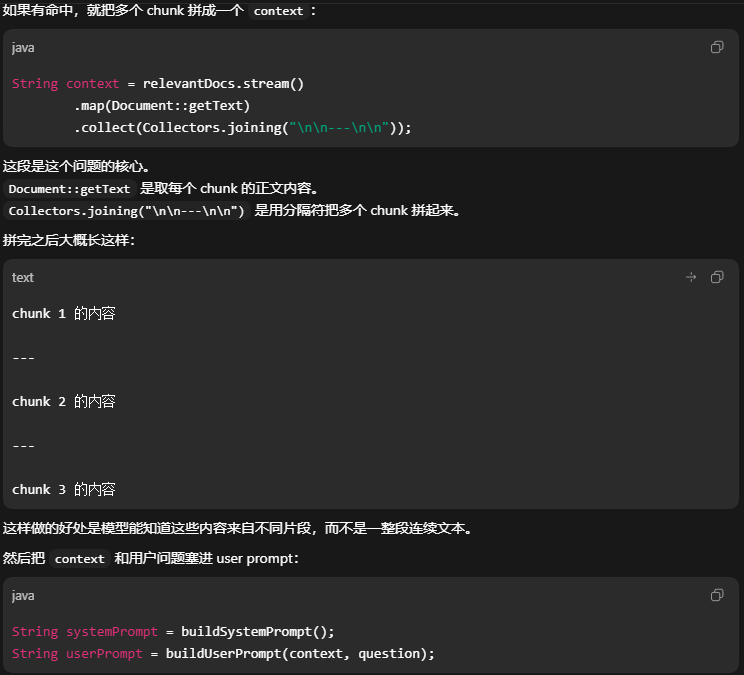 如果有命中，就把多个 chunk 拼成一个 context：
java
String context = relevantDocs.stream()
        .map(Document::getText)
        .collect(Collectors.joining("\n\n---\n\n"));
这段是这个问题的核心。
Document::getText 是取每个 chunk 的正文内容。
Collectors.joining("\n\n---\n\n") 是用分隔符把多个 chunk 拼起来。
拼完之后大概长这样：
text
chunk 1 的内容
---
chunk 2 的内容
---
chunk 3 的内容
这样做的好处是模型能知道这些内容来自不同片段，而不是一整段连续文本。
然后把 context 和用户问题塞进 user prompt：
java
String systemPrompt = buildSystemPrompt();
String userPrompt = buildUserPrompt(context, question);